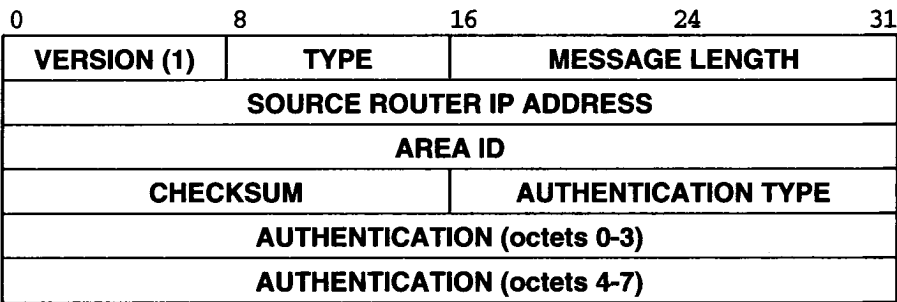 0 8 16 24 31
VERSION (1) TYPE MESSAGE LENGTH
SOURCE ROUTER IP ADDRESS
AREA ID
CHECKSUM AUTHENTICATION TYPE
AUTHENTICATION (octets 0-3)
AUTHENTICATION (octets 4-7)